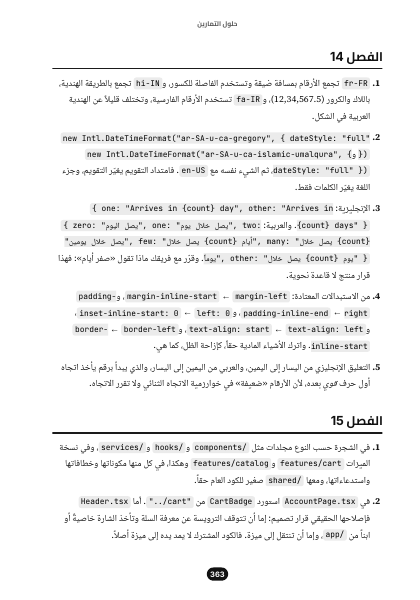 حلول التمارين
الفصل 14
1. fr-FR تجمع الأرقام بمسافة ضيقة وتستخدم الفاصلة للكسور، و hi-IN تجمع بالطريقة الهندية،
باللاك والكرور (12,34,567.5)، و fa-IR تستخدم الأرقام الفارسية، وتختلف قليلاً عن الهندية
العربية في الشكل.
2. new Intl.DateTimeFormat("ar-SA-u-ca-gregory", { dateStyle: "full"
}) و new Intl.DateTimeFormat("ar-SA-u-ca-islamic-umalqura", {
dateStyle: "full" })، ثم الشيء نفسه مع en-US. فامتداد التقويم يغيّر التقويم، وجزء
اللغة يغيّر الكلمات فقط.
3. الإنجليزية: { one: "Arrives in {count} day", other: "Arrives in
{count} days" }. والعربية: { zero: "يصل اليوم", one: "يصل خلال يوم", two:
"يصل خلال يومين", few: "يصل خلال {count} أيام", many: "يصل خلال {count}
يوما", other: "يصل خلال {count} يوم" }. وقرّر مع فريقك ماذا تقول «صفر أيام»؛ فهذا
قرار منتج لا قاعدة نحوية.
4. من الاستبدالات المعتادة: margin-left ← margin-inline-start، و padding-
right ← padding-inline-end، و left: 0 ← inset-inline-start: 0،
و text-align: left ← text-align: start، و border-left ← border-
inline-start. واترك الأشياء المادية حقاً، كإزاحة الظل، كما هي.
5. التعليق الإنجليزي من اليسار إلى اليمين، والعربي من اليمين إلى اليسار، والذي يبدأ برقم يأخذ اتجاه
أول حرف قوي بعده، لأن الأرقام «ضعيفة» في خوارزمية الاتجاه الثنائي ولا تقرر الاتجاه.
الفصل 15
1. في الشجرة حسب النوع مجلدات مثل components/ و hooks/ و services/، وفي نسخة
الميزات features/cart و features/catalog وهكذا، في كل منها مكوناتها وخطافاتها
واستدعاءاتها، ومعها shared/ صغير للكود العام حقاً.
2. في AccountPage.tsx استورد CartBadge من "../cart". أما Header.tsx
فإصلاحها الحقيقي قرار تصميم؛ إما أن تتوقف الترويسة عن معرفة السلة وتأخذ الشارة خاصيةً أو
ابناً من app/، وإما أن تنتقل إلى ميزة. فالكود المشترك لا يمد يده إلى ميزة أصلاً.
363